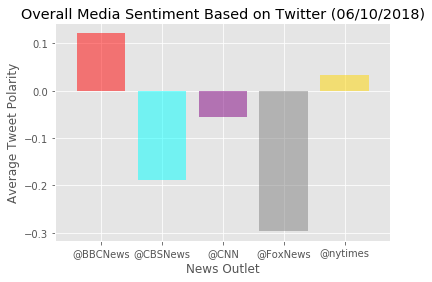 Overall Media Sentiment Based on Twitter (06/10/2018)
Average Tweet Polarity
0.1
0.0
−0.1
−0.2
−0.3
@BBCNews @CBSNews @CNN @FoxNews @nytimes
News Outlet